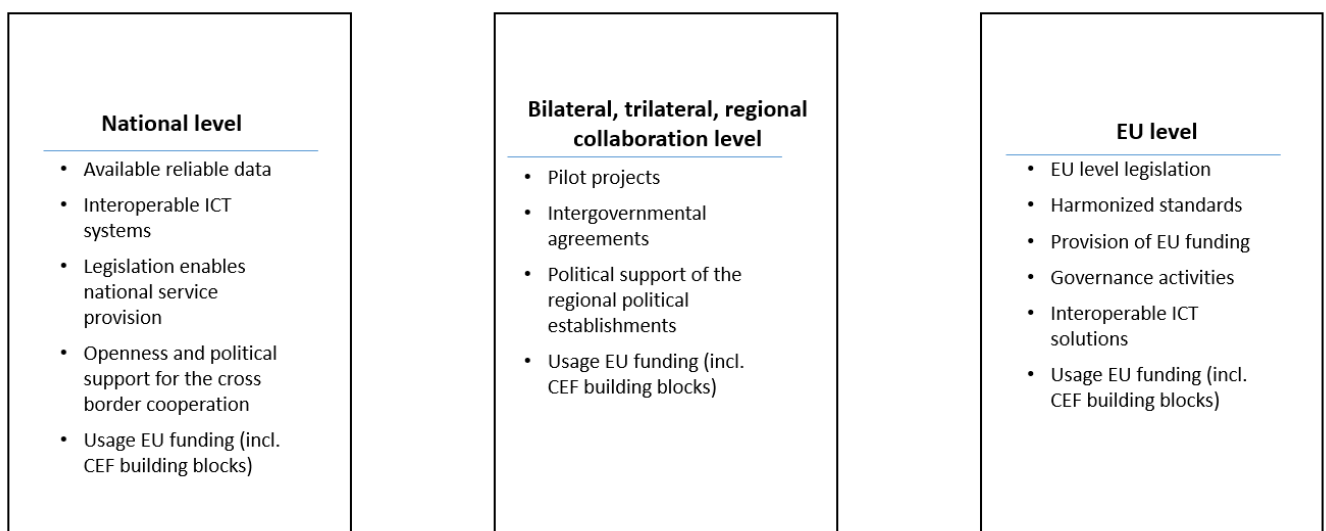 National level
• Available reliable data
• Interoperable ICT
systems
• Legislation enables
national service
provision
• Openness and political
support for the cross
border cooperation
• Usage EU funding (incl.
CEF building blocks)
Bilateral, trilateral, regional
collaboration level
• Pilot projects
• Intergovernmental
agreements
• Political support of the
regional political
establishments
• Usage EU funding (incl.
CEF building blocks)
EU level
• EU level legislation
• Harmonized standards
• Provision of EU funding
• Governance activities
• Interoperable ICT
solutions
• Usage EU funding (incl.
CEF building blocks)